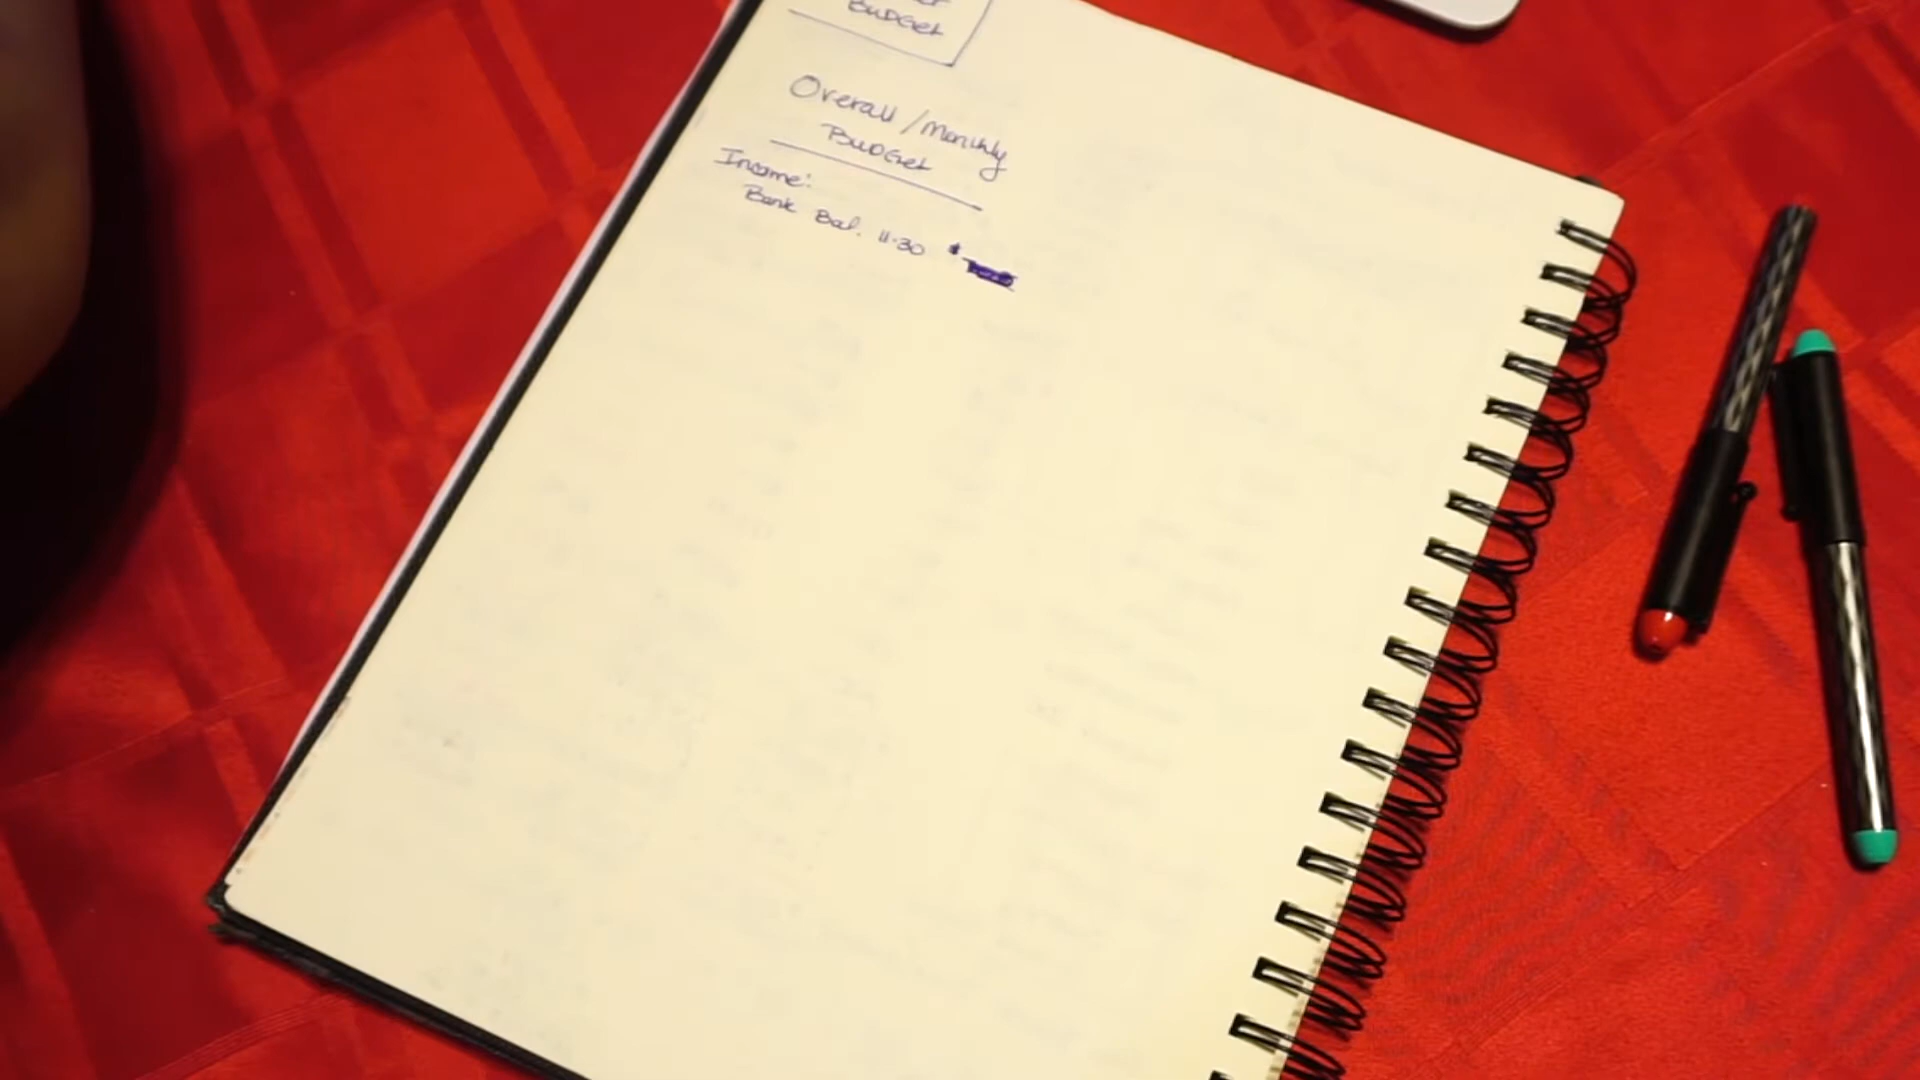 Budget
Overall/Monthly
Budget
Income:
Bank Bal. 11-30 $